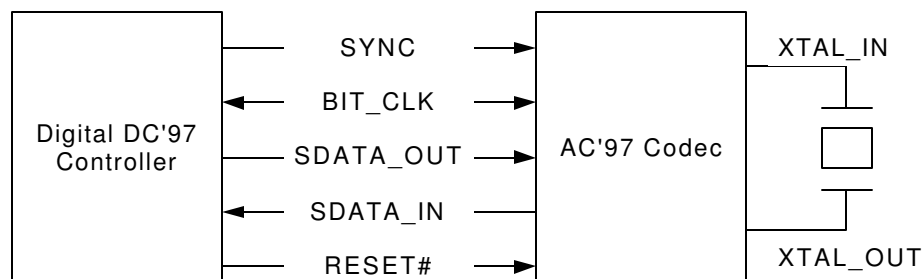 SYNC
XTAL_IN
BIT_CLK
Digital DC'97
Controller
SDATA_OUT
AC'97 Codec
SDATA_IN
RESET#
XTAL_OUT